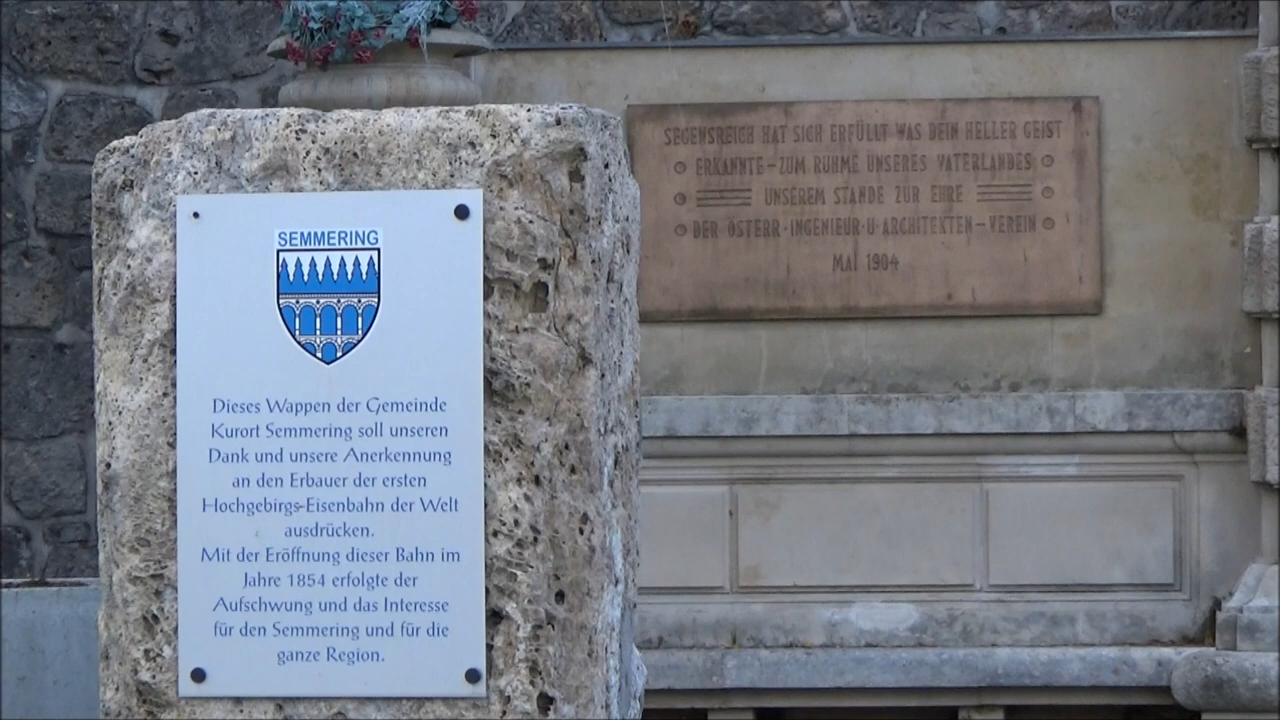 SEMMERING
Dieses Wappen der Gemeinde
Kurort Semmering soll unseren
Dank und unsere Anerkennung
an den Erbauer der ersten
Hochgebirgs-Eisenbahn der Welt
ausdrücken.
Mit der Eröffnung dieser Bahn im
Jahre 1854 erfolgte der
Aufschwung und das Interesse
für den Semmering und für die
ganze Region.
SEGENSREICH HAT SICH ERFÜLLT WAS DEIN HELLER GEIST
ERKANNTE-ZUM RUHME UNSERES VATERLANDES
UNSEREM STANDE ZUR EHRE
DER ÖSTERR·INGENIEUR·U·ARCHITEKTEN-VEREIN
MAI 1904